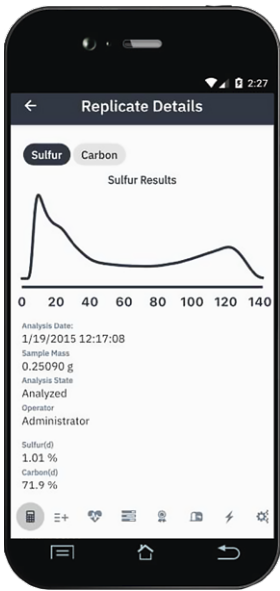 2:27
Replicate Details
Sulfur Carbon
Sulfur Results
0 20 40 60 80 100 120 140
Analysis Date:
1/19/2015 12:17:08
Sample Mass
0.25090 g
Analysis State
Analyzed
Operator
Administrator
Sulfur(d)
1.01 %
Carbon(d)
71.9 %